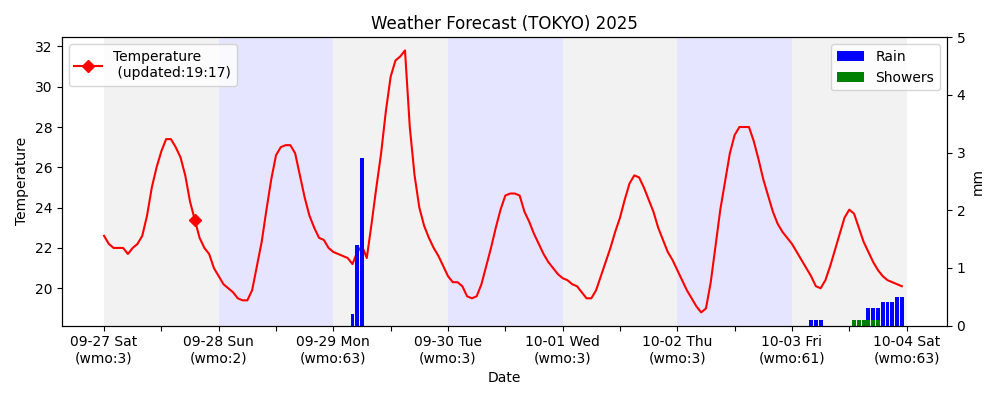 Weather Forecast (TOKYO) 2025
Temperature
(updated:19:17)
Rain
Showers
32
30
28
26
24
22
20
Temperature
5
4
3
2
1
0
mm
09-27 Sat 09-28 Sun 09-29 Mon 09-30 Tue 10-01 Wed 10-02 Thu 10-03 Fri 10-04 Sat
(wmo:3) (wmo:2) (wmo:63) (wmo:3) (wmo:3) (wmo:3) (wmo:61) (wmo:63)
Date